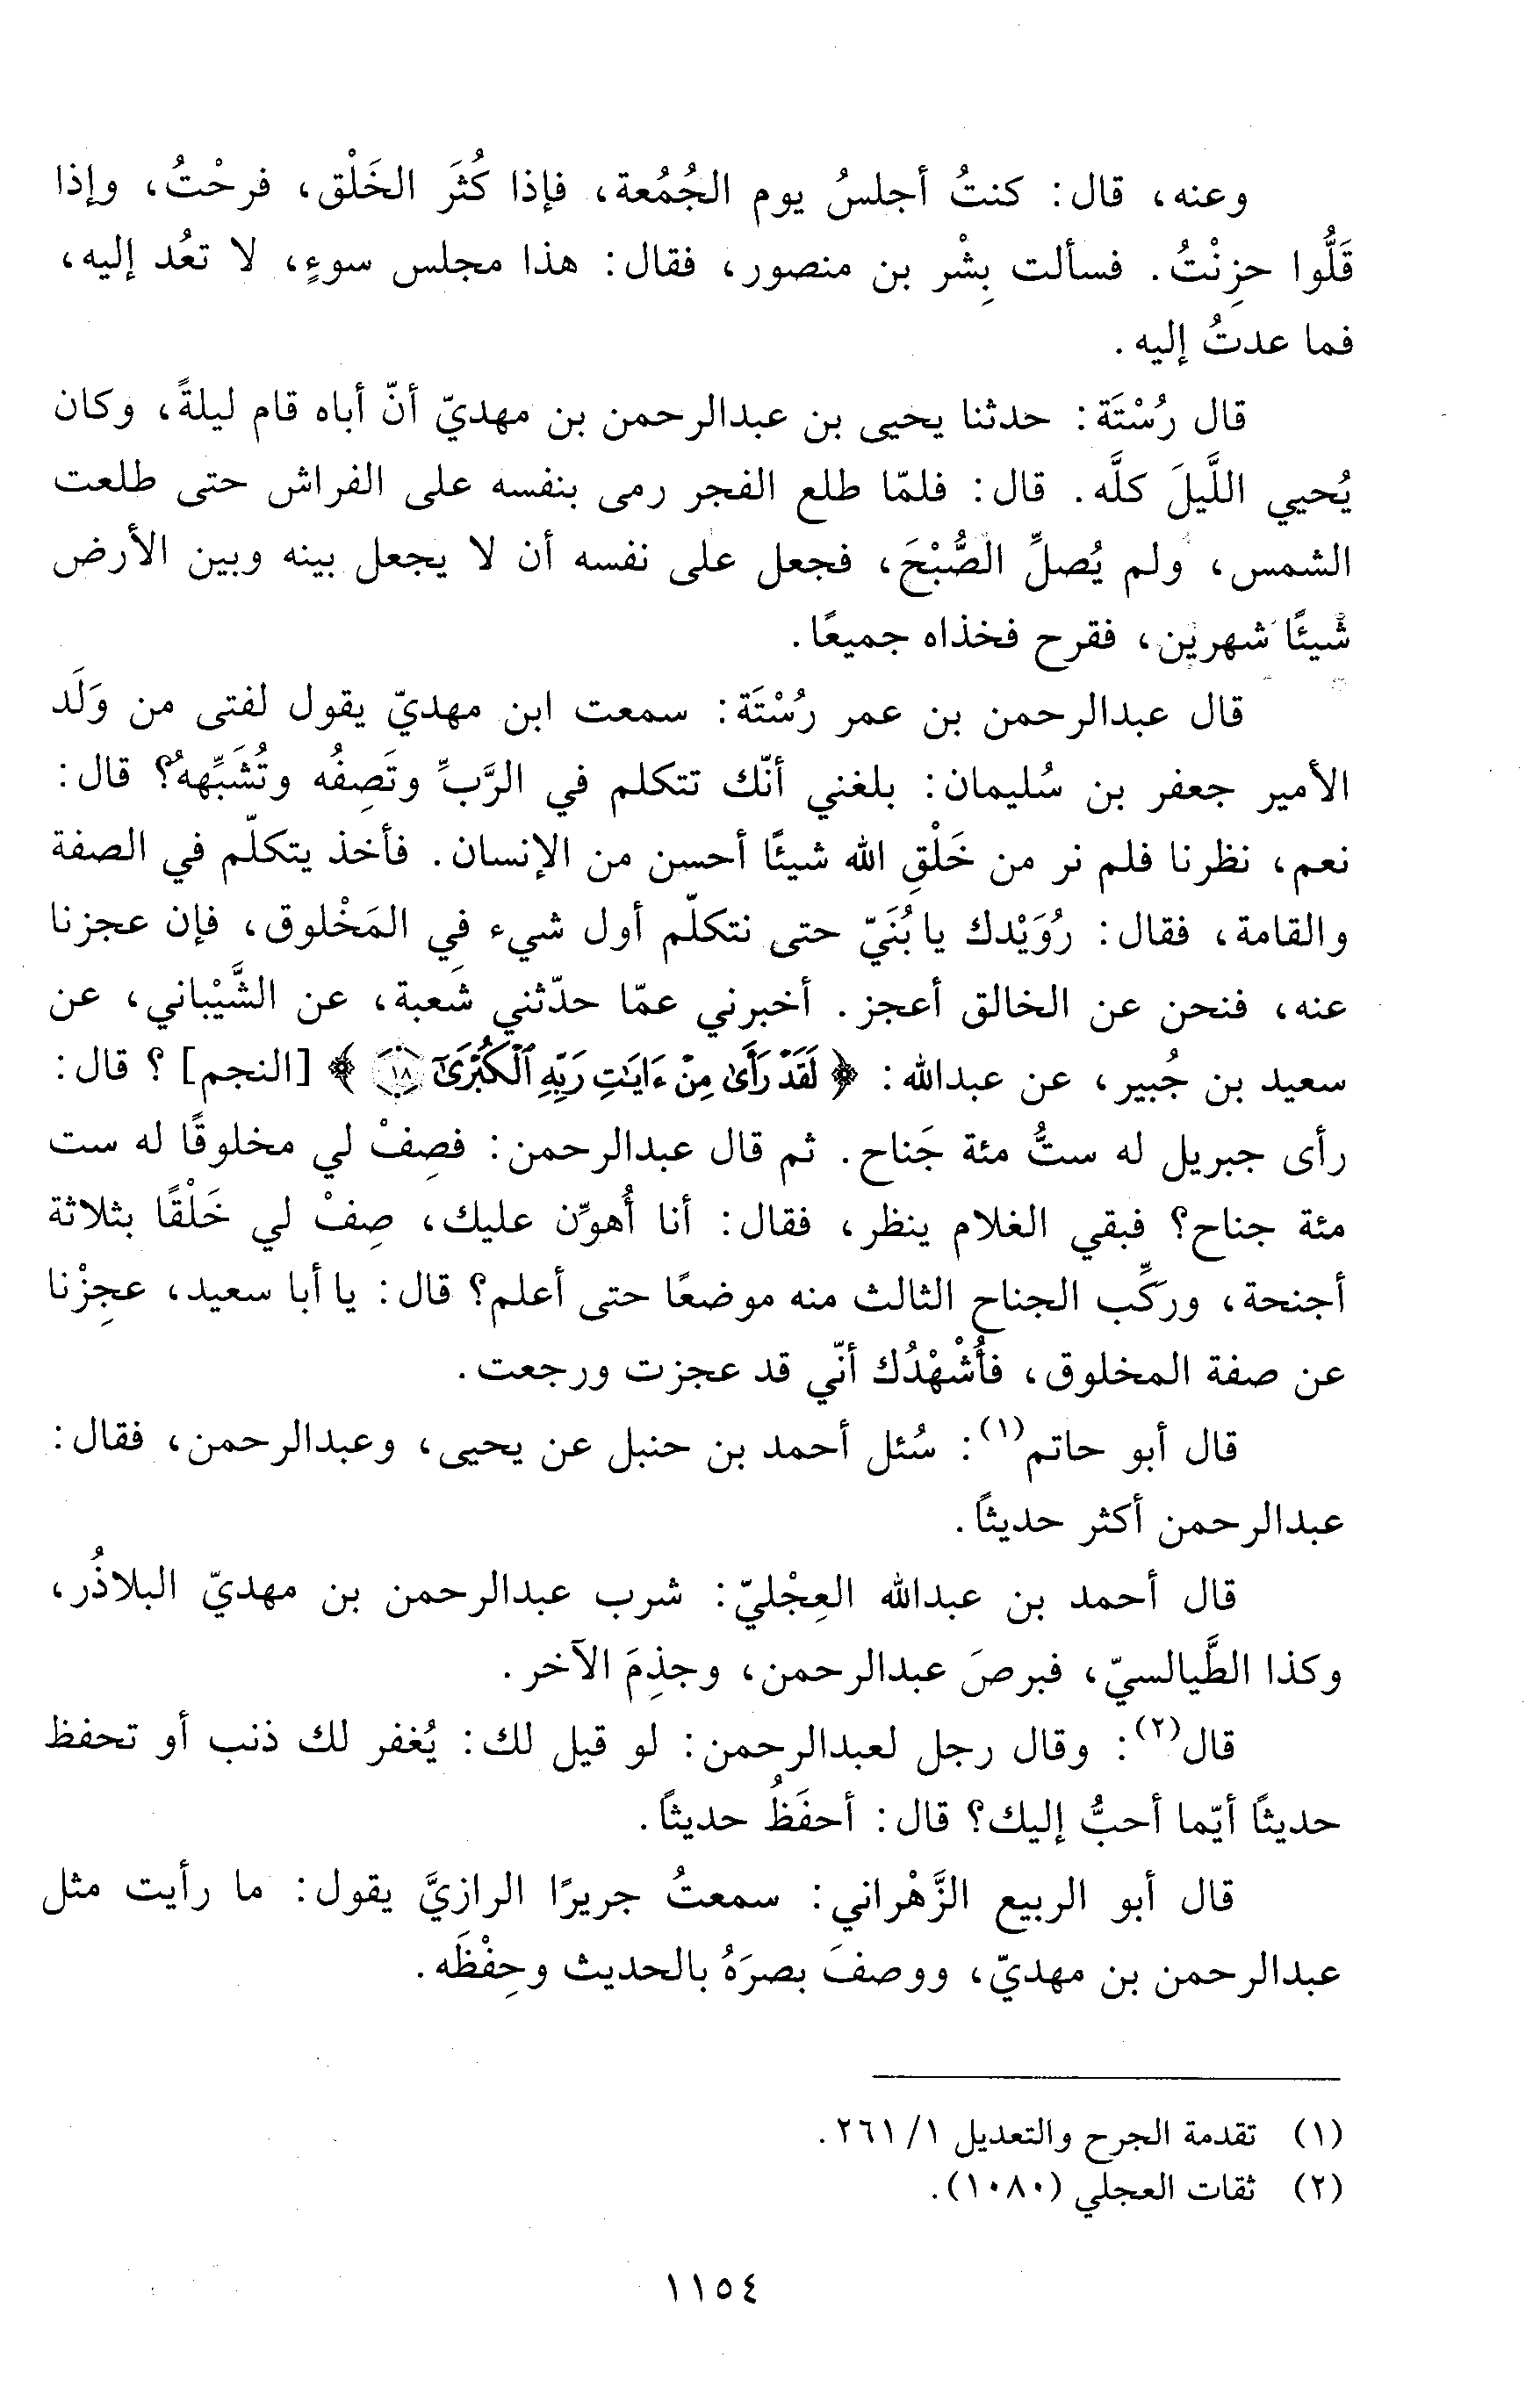 وعنه، قال: كنتُ أجلسُ يوم الجُمُعة، فإذا كُثَر الخَلْق، فرحْتُ، وإذا
قَلُّوا حزِنْتُ. فسألت بِشْر بن منصور، فقال: هذا مجلس سوءٍ، لا تعُد إليه،
فما عدتُ إليه.
قال رُسْتَة: حدثنا يحيى بن عبدالرحمن بن مهديّ أنّ أباه قام ليلةً، وكان
يُحيي اللَّيلَ كلَّه. قال: فلمّا طلع الفجر رمى بنفسه على الفراش حتى طلعت
الشمس، ولم يُصلِّ الصُّبْحَ، فجعل على نفسه أن لا يجعل بينه وبين الأرض
شيئًا شهرين، فقرح فخذاه جميعًا.
قال عبدالرحمن بن عمر رُسْتَة: سمعت ابن مهديّ يقول لفتى من وَلَد
الأمير جعفر بن سُليمان: بلغني أنّك تتكلم في الرَّبِّ وتَصِفُه وتُشَبِّههُ؟ قال:
نعم، نظرنا فلم نر من خَلْقِ الله شيئًا أحسن من الإنسان. فأخذ يتكلّم في الصفة
والقامة، فقال: رُوَيْدك يا بُنَيّ حتى نتكلّم أول شيء فِي المَخْلوق، فإن عجزنا
عنه، فنحن عن الخالق أعجز. أخبرني عمّا حدّثني شعبة، عن الشَّيْباني، عن
سعيد بن جُبير، عن عبدالله: ﴿لَقَدْ رَأَىٰ مِنْ ءَايَٰتِ رَبِّهِ ٱلْكُبْرَىٰٓ ١٨﴾ [النجم] ؟ قال:
رأى جبريل له ستُّ مئة جَناح. ثم قال عبدالرحمن: فصِفْ لي مخلوقًا له ست
مئة جناح؟ فبقي الغلام ينظر، فقال: أنا أُهوِّن عليك، صِفْ لي خَلْقًا بثلاثة
أجنحة، وركِّب الجناح الثالث منه موضعًا حتى أعلم؟ قال: يا أبا سعيد، عجِزْنا
عن صفة المخلوق، فأُشْهْدُك أنّي قد عجزت ورجعت.
قال أبو حاتم(١): سُئل أحمد بن حنبل عن يحيى، وعبدالرحمن، فقال:
عبدالرحمن أكثر حديثًا.
قال أحمد بن عبدالله العِجْليّ: شرب عبدالرحمن بن مهديّ البلاذُر،
وكذا الطَّيالسيّ، فبرصَ عبدالرحمن، وجذِمَ الآخر.
قال(٢): وقال رجل لعبدالرحمن: لو قيل لك: يُغفر لك ذنب أو تحفظ
حديثًا أيّما أحبُّ إليك؟ قال: أحفَظُ حديثًا.
قال أبو الربيع الزَّهْراني: سمعتُ جريرًا الرازيَّ يقول: ما رأيت مثل
عبدالرحمن بن مهديّ، ووصفَ بصرَهُ بالحديث وحِفْظَه.
(١) تقدمة الجرح والتعديل ١/ ٢٦١.
(٢) ثقات العجلي (١٠٨٠).
١١٥٤